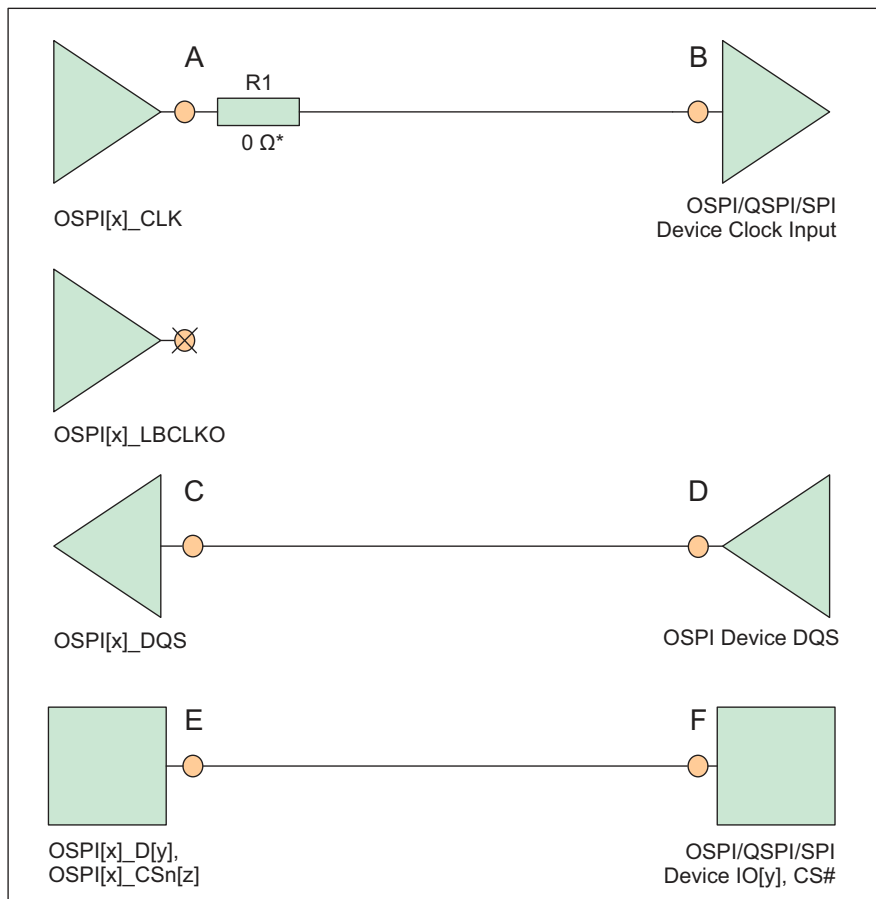 A
B
R1
0 Ω*
OSPI[x]_CLK
OSPI/QSPI/SPI
Device Clock Input
OSPI[x]_LBCLKO
C
D
OSPI[x]_DQS
OSPI Device DQS
E
F
OSPI[x]_D[y],
OSPI[x]_CSn[z]
OSPI/QSPI/SPI
Device IO[y], CS#